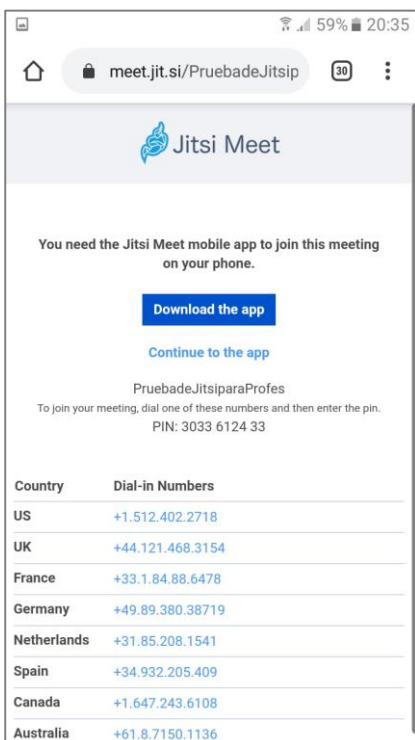 59% 20:35
meet.jit.si/PruebadeJitsip 30
Jitsi Meet
You need the Jitsi Meet mobile app to join this meeting
on your phone.
Download the app
Continue to the app
PruebadeJitsiparaProfes
To join your meeting, dial one of these numbers and then enter the pin.
PIN: 3033 6124 33
Country Dial-in Numbers
US +1.512.402.2718
UK +44.121.468.3154
France +33.1.84.88.6478
Germany +49.89.380.38719
Netherlands +31.85.208.1541
Spain +34.932.205.409
Canada +1.647.243.6108
Australia +61.8.7150.1136